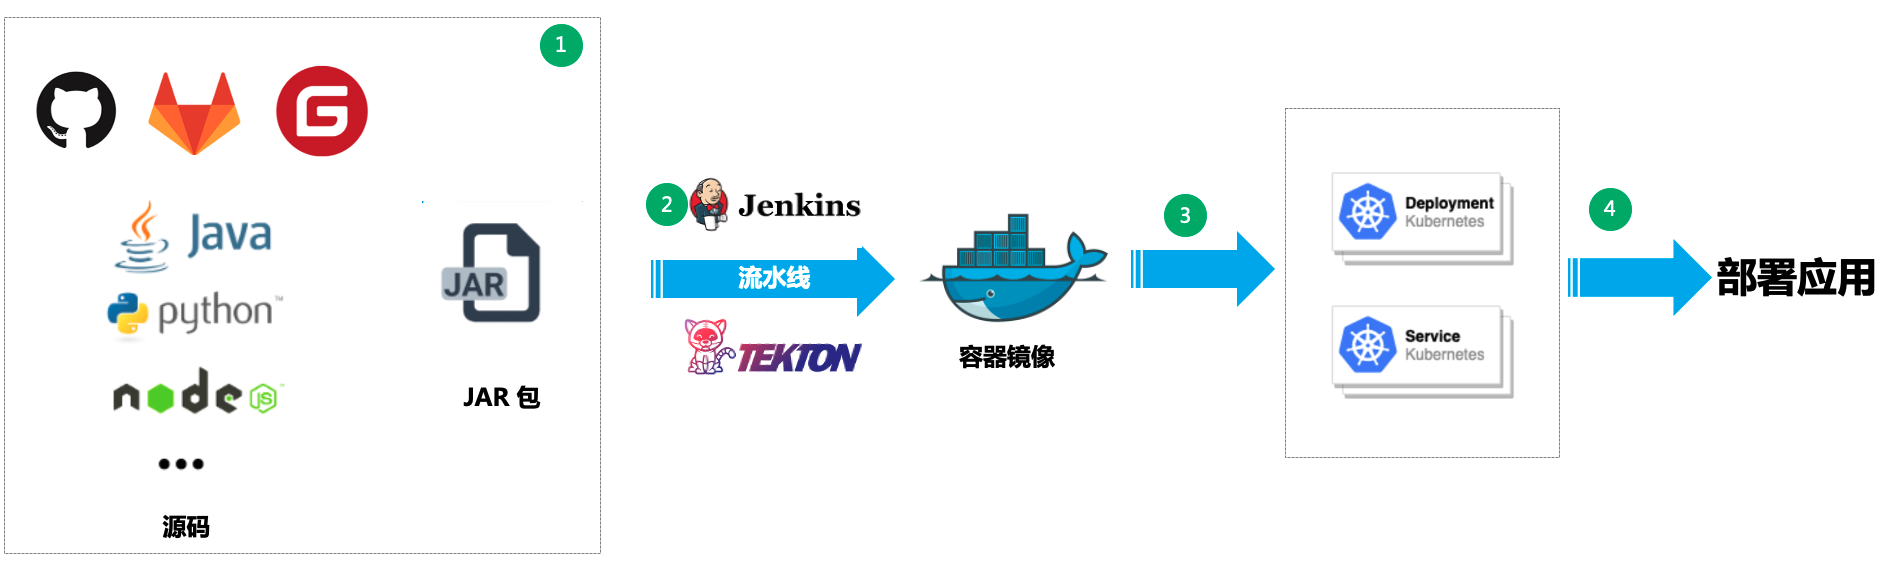 1
Java
python™
node
JS
•••
源码
JAR
JAR 包
2
Jenkins
流水线
TEKTON
容器镜像
3
Deployment
Kubernetes
Service
Kubernetes
4
部署应用